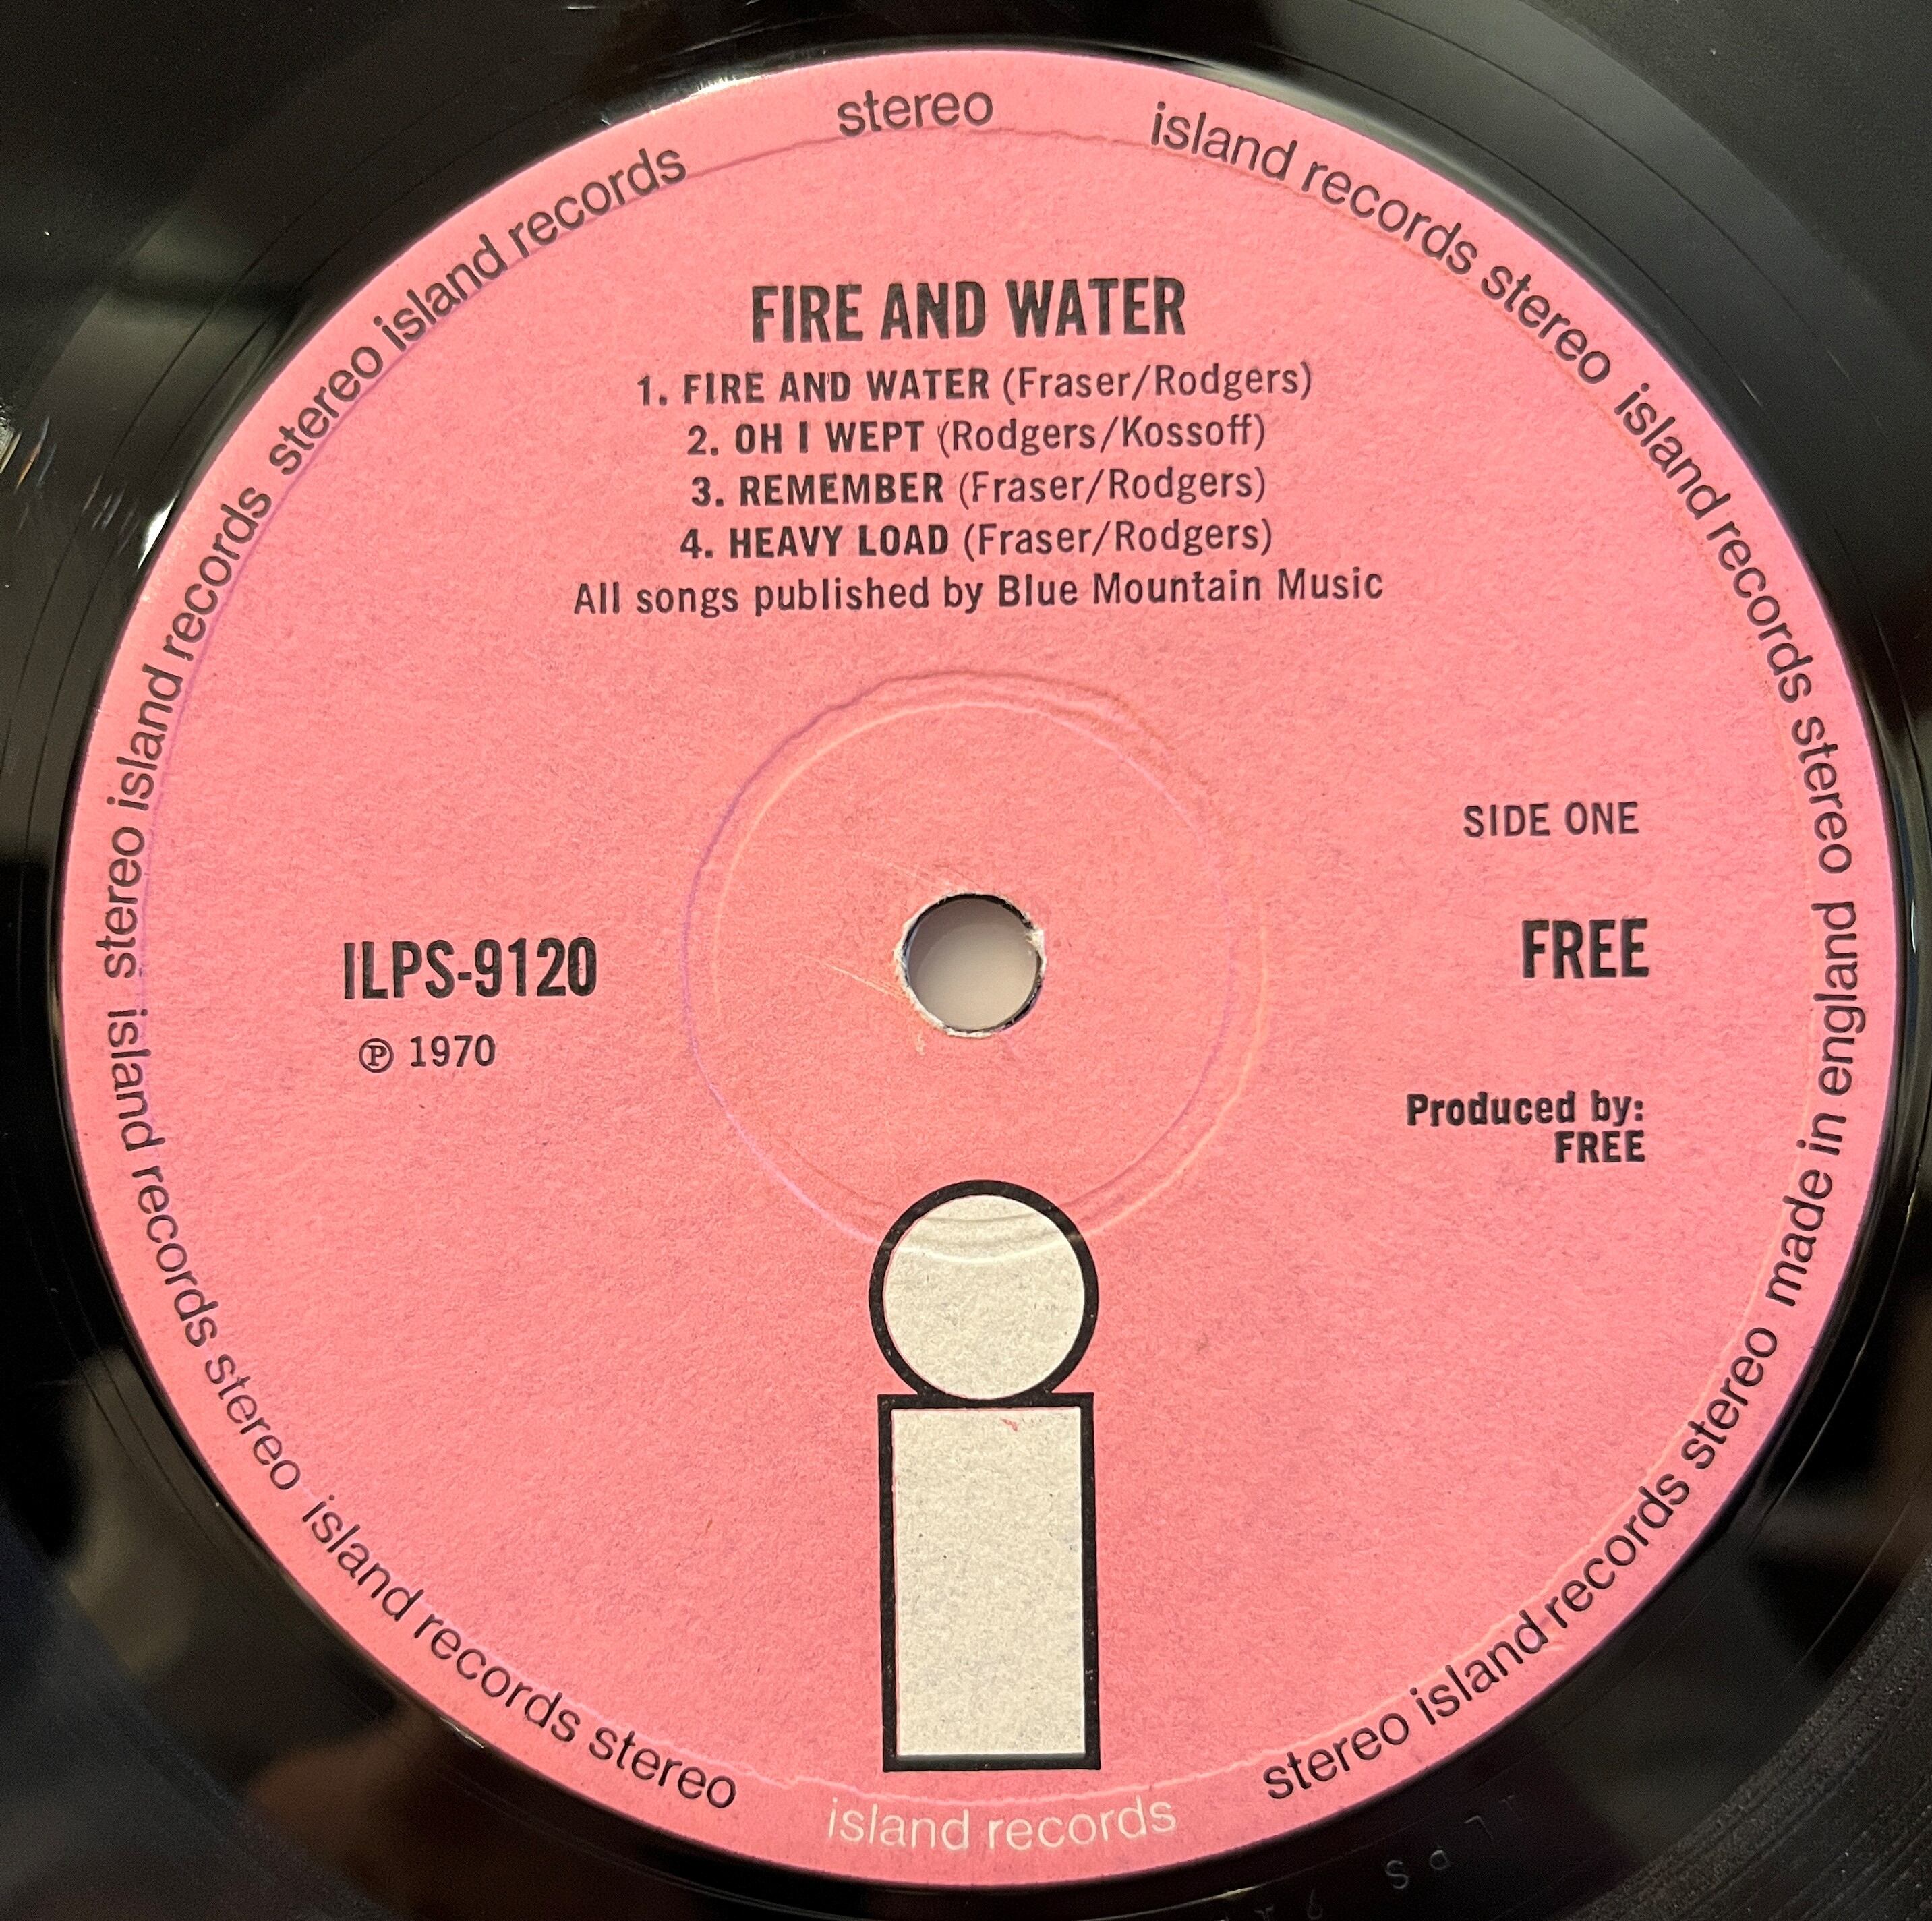 stereo
island records stereo island records stereo made in england
FIRE AND WATER
1. FIRE AND WATER (Fraser/Rodgers)
2. OH I WEPT (Rodgers/Kossoff)
3. REMEMBER (Fraser/Rodgers)
4. HEAVY LOAD (Fraser/Rodgers)
All songs published by Blue Mountain Music
SIDE ONE
ILPS-9120
FREE
℗ 1970
Produced by:
FREE
stereo island records stereo
island records
stereo island records stereo island records stereo island records stereo island records